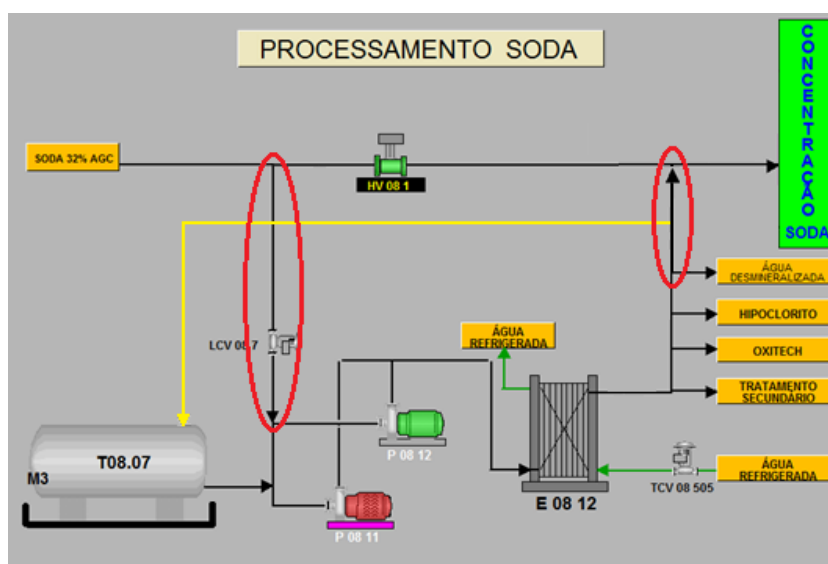 PROCESSAMENTO SODA
CONCENTRAÇÃO
SODA
SODA 32% AGC
HV 08 1
ÁGUA
DESMINERALIZADA
HIPOCLORITO
LCV 08 7
ÁGUA
REFRIGERADA
OXITECH
TRATAMENTO
SECUNDÁRIO
T08.07
M3
P 08 12
ÁGUA
REFRIGERADA
TCV 08 505
E 08 12
P 08 11